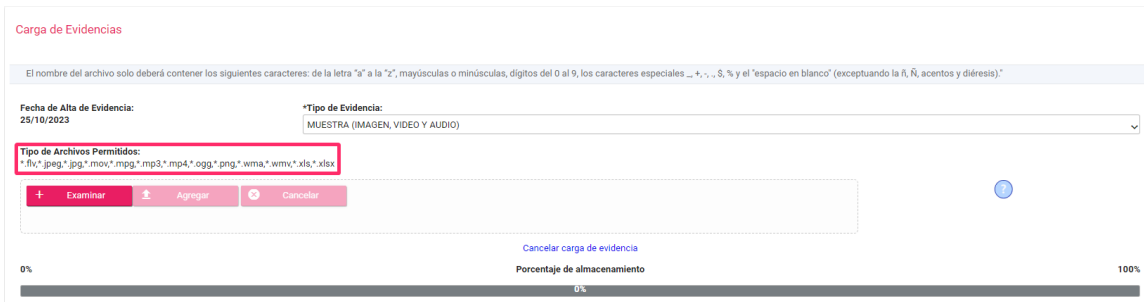 Carga de Evidencias
El nombre del archivo solo deberá contener los siguientes caracteres: de la letra "a" a la "z", mayúsculas o minúsculas, dígitos del 0 al 9, los caracteres especiales _, +, -, ., $, % y el "espacio en blanco" (exceptuando la ñ, Ñ, acentos y diéresis)."
Fecha de Alta de Evidencia:
25/10/2023
*Tipo de Evidencia:
MUESTRA (IMAGEN, VIDEO Y AUDIO)
Tipo de Archivos Permitidos:
*.flv,*.jpeg,*.jpg,*.mov,*.mpg,*.mp3,*.mp4,*.ogg,*.png,*.wma,*.wmv,*.xls,*.xlsx
+ Examinar Agregar Cancelar
?
Cancelar carga de evidencia
0% Porcentaje de almacenamiento 100%
0%